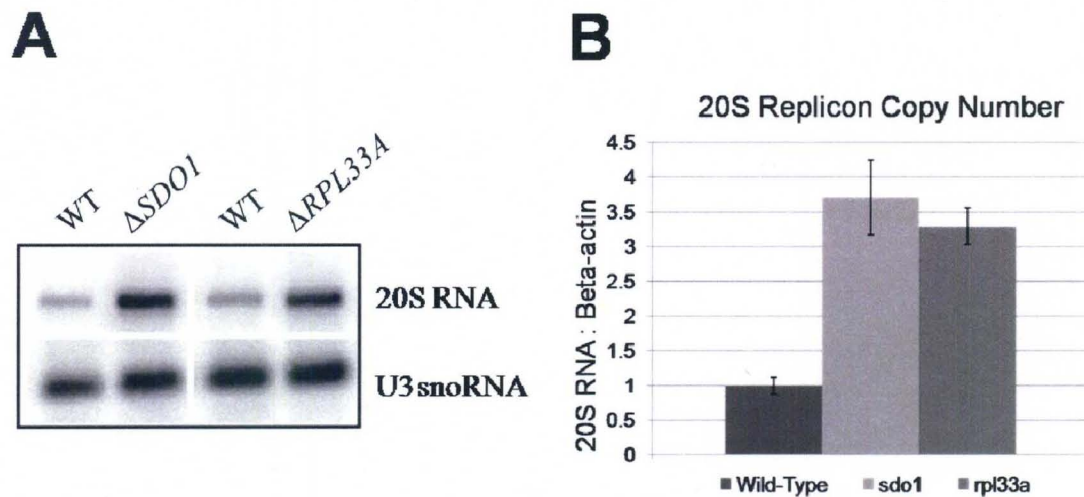 A
WT
ΔSDO1
WT
ΔRPL33A
20S RNA
U3 snoRNA
B
20S Replicon Copy Number
20S RNA : Beta-actin
4.5
4
3.5
3
2.5
2
1.5
1
0.5
0
Wild-Type sdo1 rpl33a